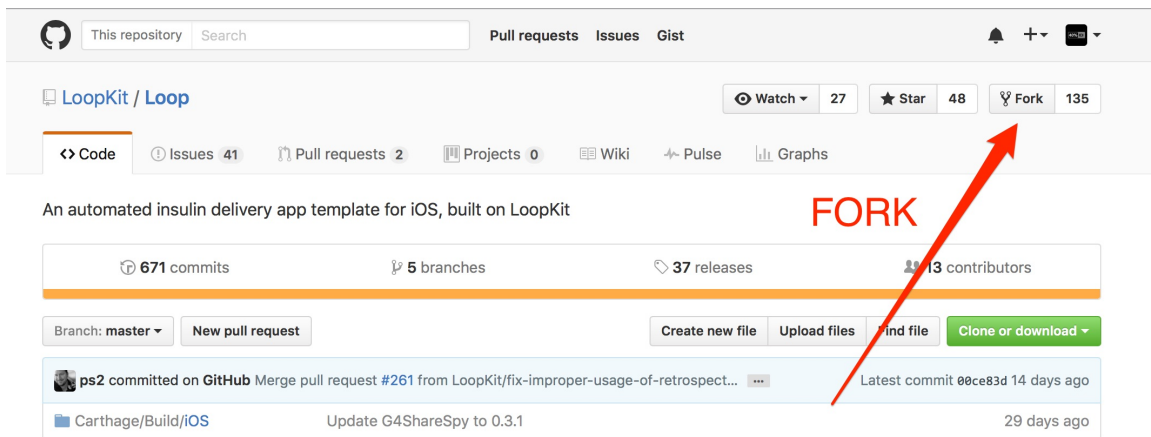 This repository Search Pull requests Issues Gist
LoopKit / Loop Watch 27 Star 48 Fork 135
Code Issues 41 Pull requests 2 Projects 0 Wiki Pulse Graphs
An automated insulin delivery app template for iOS, built on LoopKit
FORK
671 commits 5 branches 37 releases 13 contributors
Branch: master New pull request Create new file Upload files Find file Clone or download
ps2 committed on GitHub Merge pull request #261 from LoopKit/fix-improper-usage-of-retrospect... Latest commit 00ce83d 14 days ago
Carthage/Build/iOS Update G4ShareSpy to 0.3.1 29 days ago